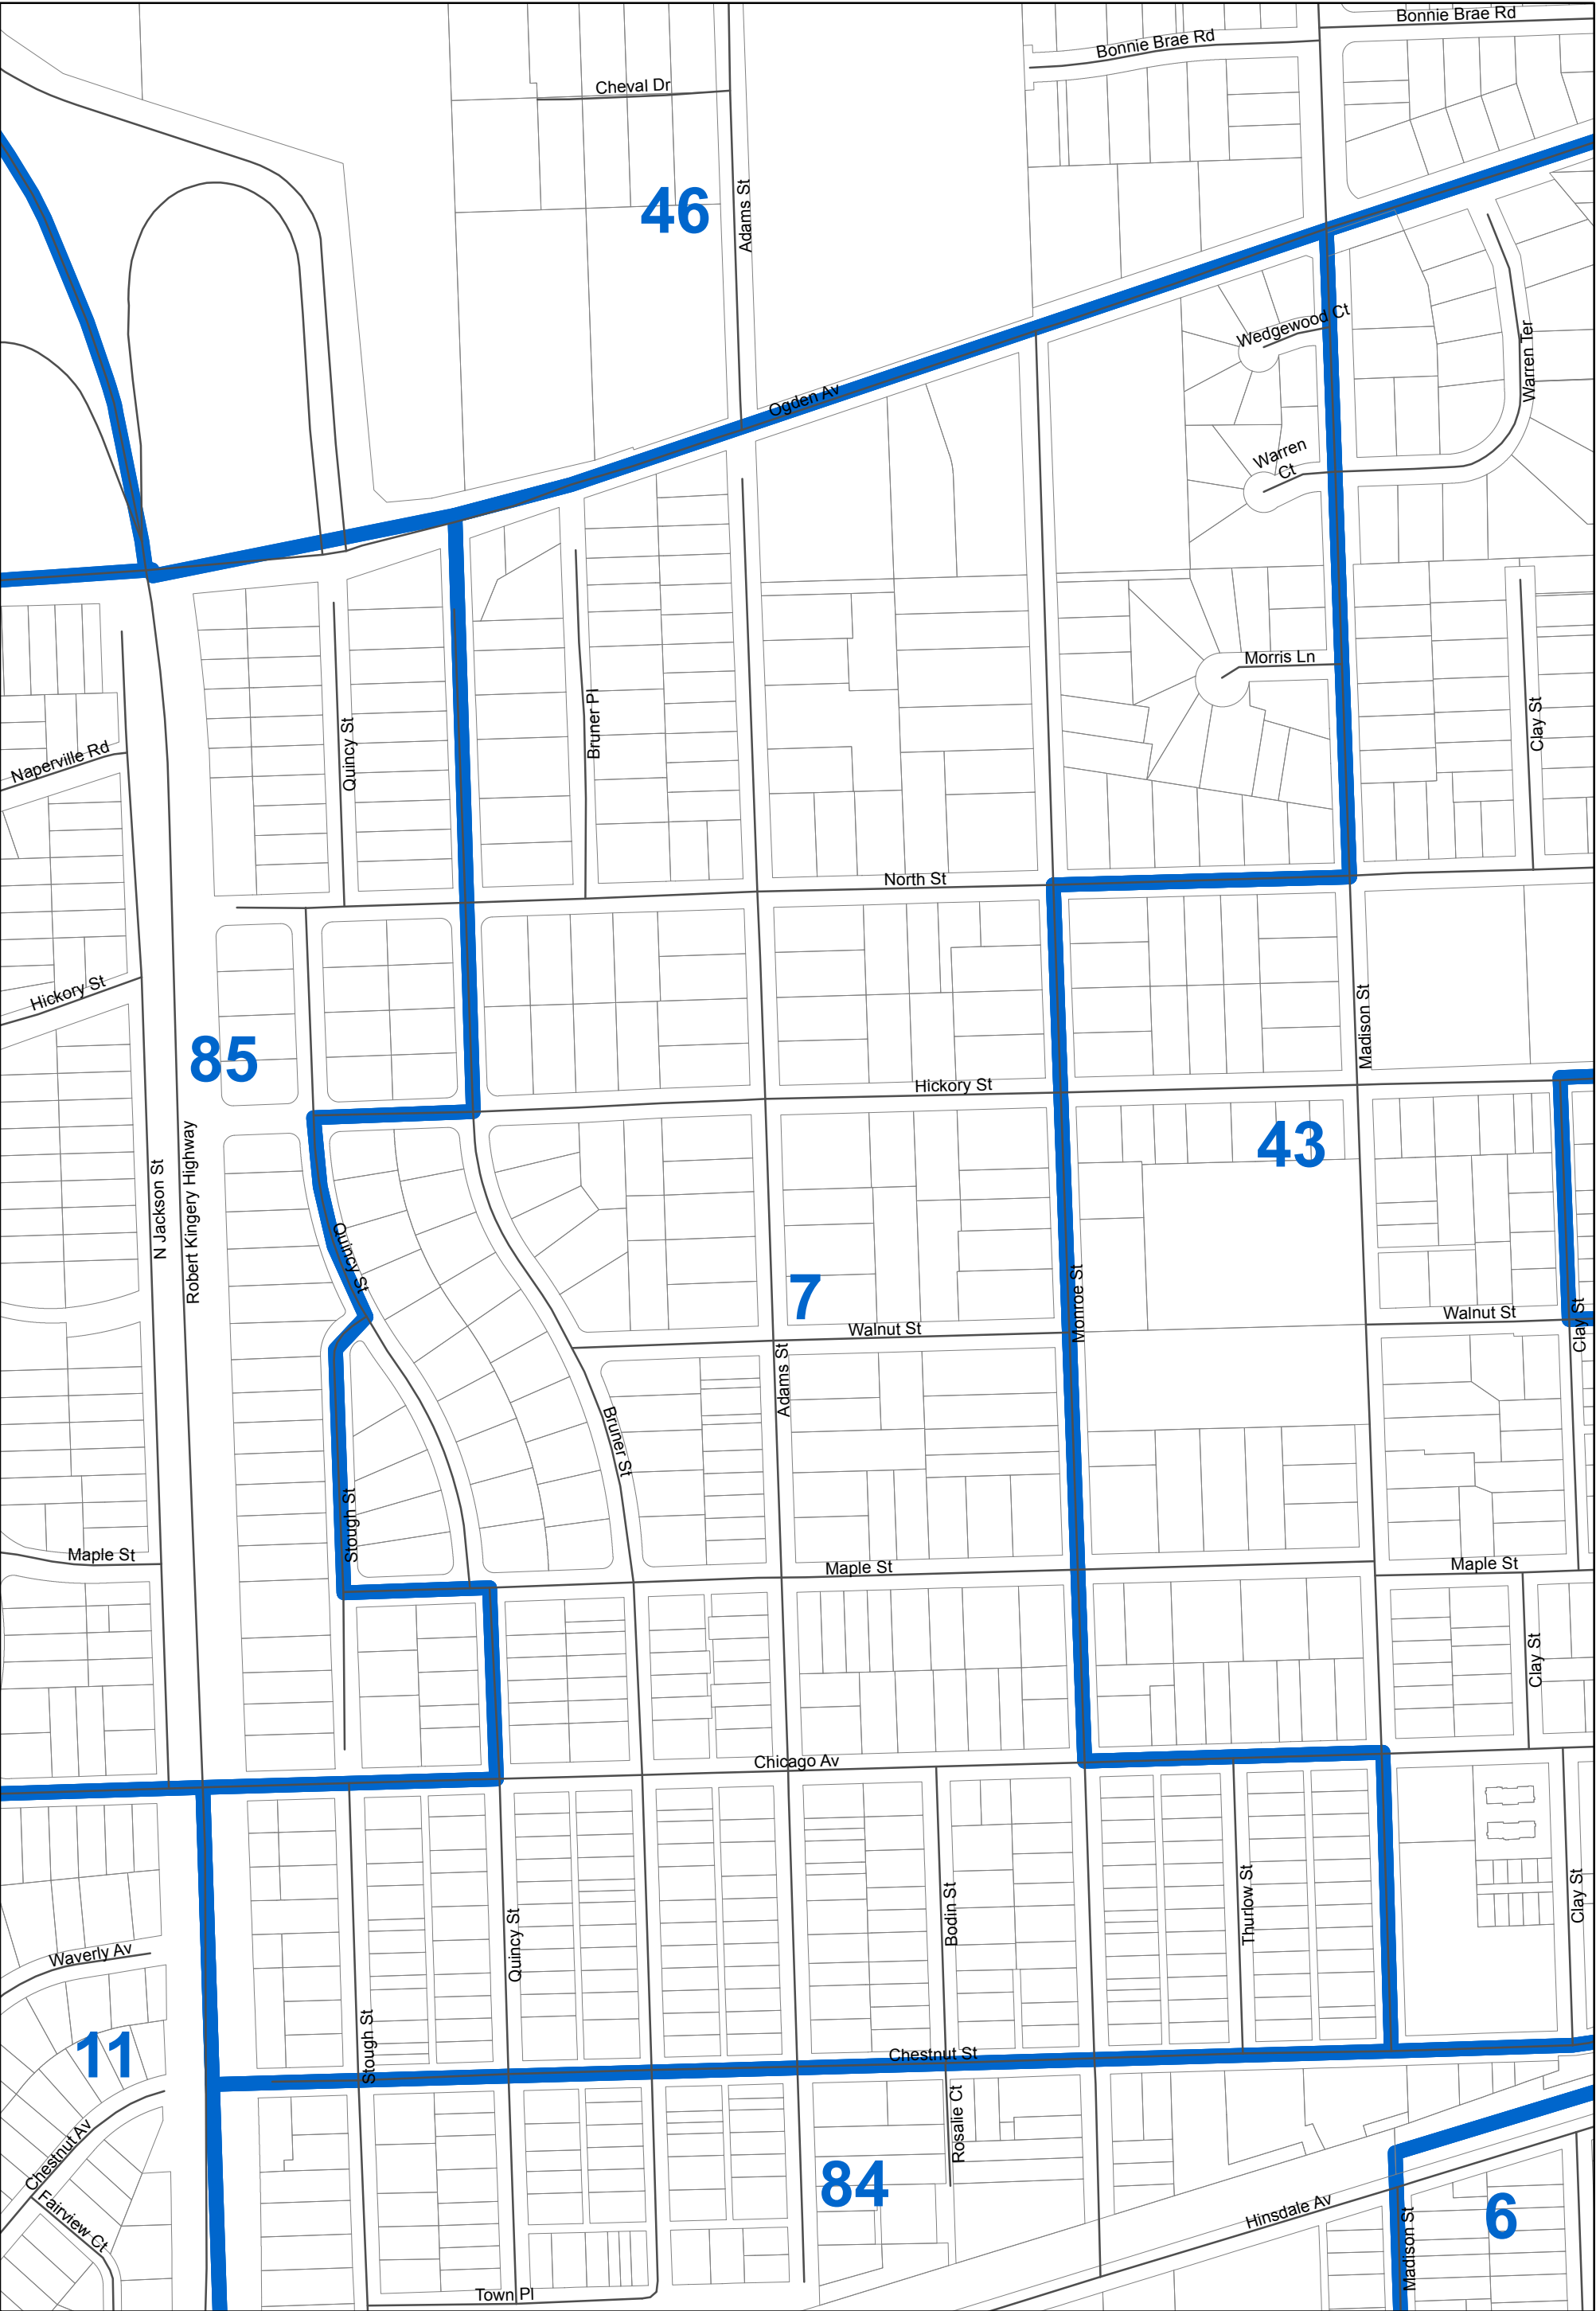 Bonnie Brae Rd
Bonnie Brae Rd
Cheval Dr
46
Adams St
Wedgewood Ct
Warren Ter
Ogden Av
Warren
Ct
Morris Ln
Bruner Pl
Quincy St
Clay St
Naperville Rd
North St
Hickory St
Madison St
85
Hickory St
43
N Jackson St
Robert Kingery Highway
Quincy St
7
Monroe St
Walnut St
Walnut St
Clay St
Adams St
Bruner St
Stough St
Maple St
Maple St
Maple St
Clay St
Chicago Av
Quincy St
Bodin St
Thurlow St
Clay St
Waverly Av
Stough St
11
Chestnut St
Rosalie Ct
Chestnut Av
84
Fairview Ct
Hinsdale Av
Madison St
6
Town Pl